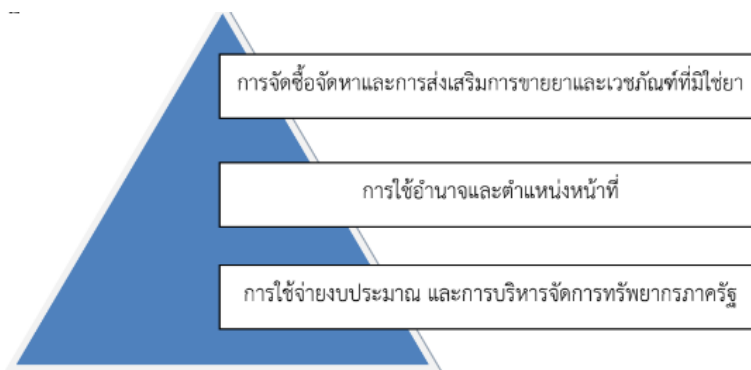 การจัดซื้อจัดหาและการส่งเสริมการขายยาและเวชภัณฑ์ที่มิใช่ยา
การใช้อำนาจและตำแหน่งหน้าที่
การใช้จ่ายงบประมาณ และการบริหารจัดการทรัพยากรภาครัฐ